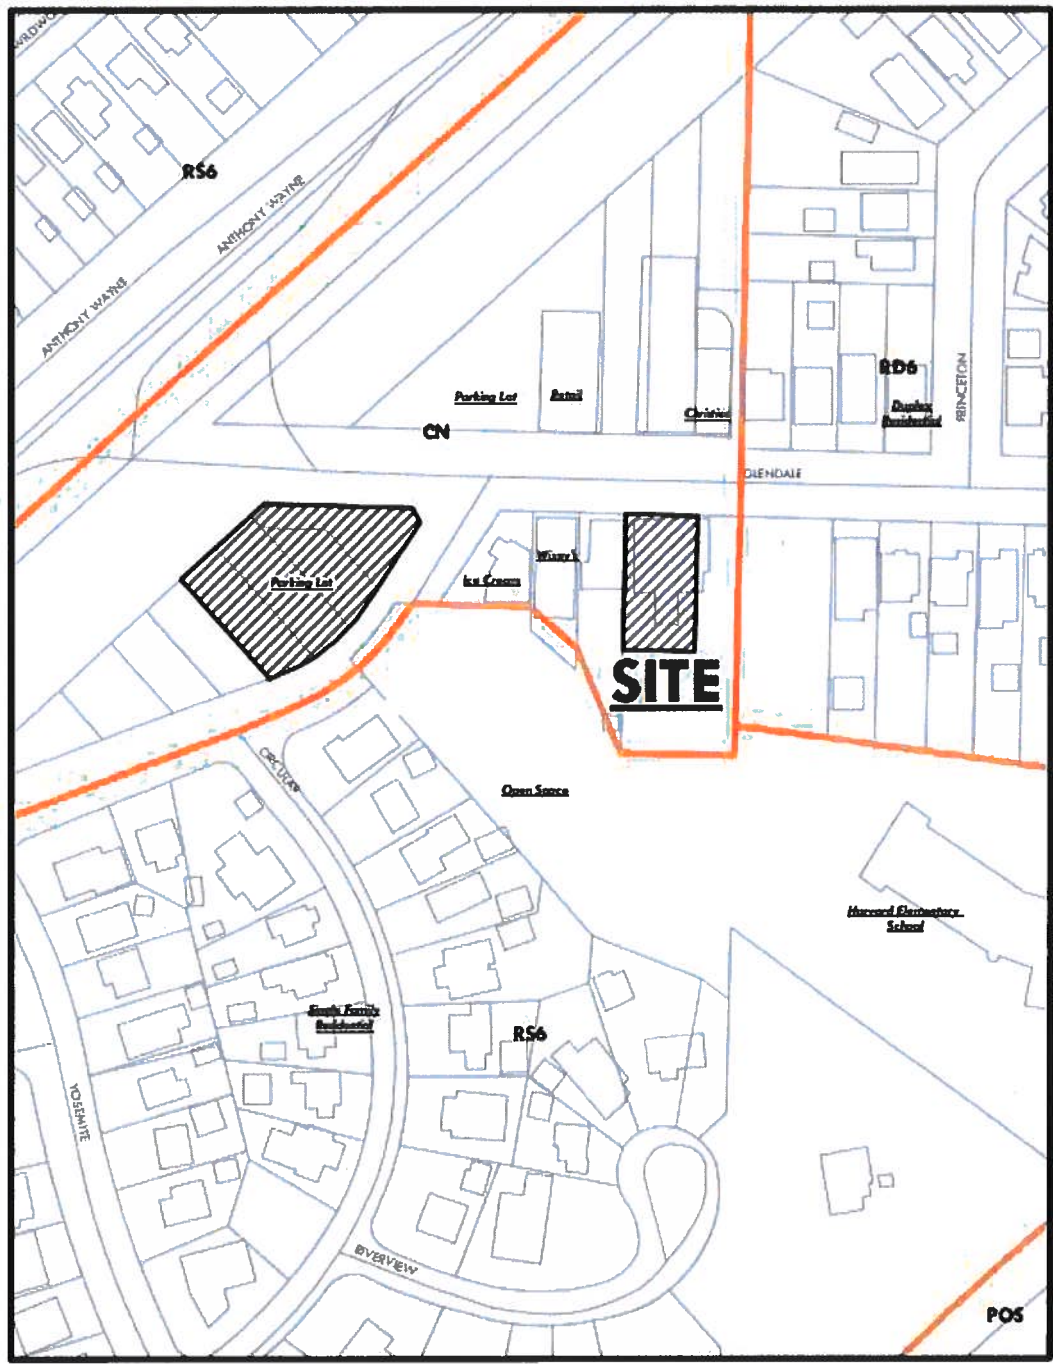 RS6
ANTHONY WAYNE
ANTHONY WAYNE
RD6
PRINCETON
Duplex
Residential
Parking Lot
Retail
Christies
CN
GLENDALE
Parking Lot
Ice Cream
SITE
CIRCULAR
Open Space
Harvard Elementary
School
Single Family
Residential
RS6
YOSEMITE
RIVERVIEW
POS